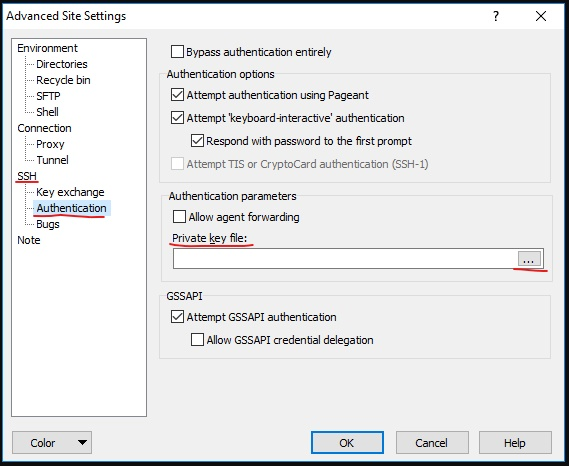 Advanced Site Settings
?
Environment
Directories
Recycle bin
SFTP
Shell
Connection
Proxy
Tunnel
SSH
Key exchange
Authentication
Bugs
Note
Bypass authentication entirely
Authentication options
Attempt authentication using Pageant
Attempt 'keyboard-interactive' authentication
Respond with password to the first prompt
Attempt TIS or CryptoCard authentication (SSH-1)
Authentication parameters
Allow agent forwarding
Private key file:
...
GSSAPI
Attempt GSSAPI authentication
Allow GSSAPI credential delegation
Color
OK
Cancel
Help